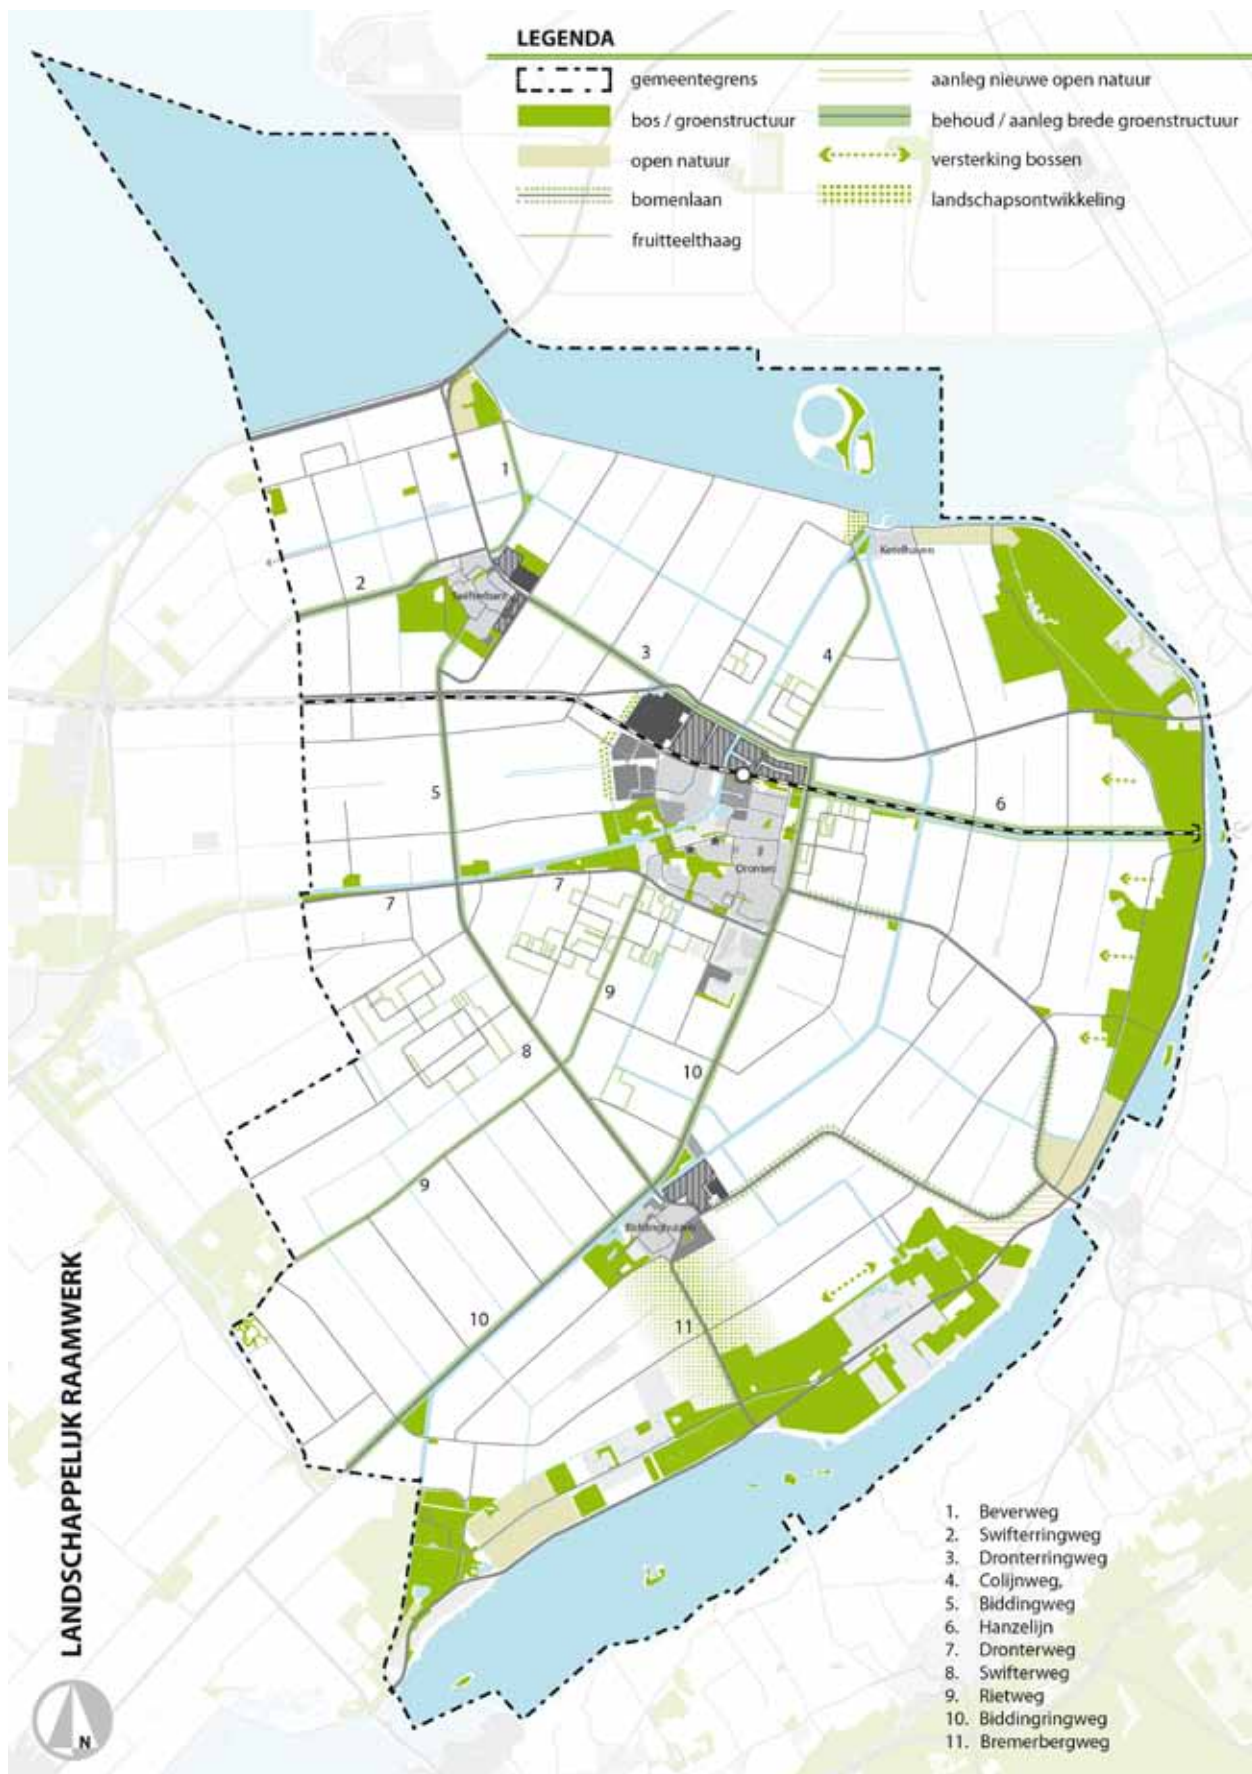 LEGENDA
gemeentegrens
bos / groenstructuur
open natuur
bomenlaan
fruitteelthaag
aanleg nieuwe open natuur
behoud / aanleg brede groenstructuur
versterking bossen
landschapsontwikkeling
1
2
Ketelhaven
3
4
5
6
Dronten
7
7
9
8
10
9
Biddinghuizen
10
11
LANDSCHAPPELIJK RAAMWERK
N
1. Beverweg
2. Swifterringweg
3. Dronterringweg
4. Colijnweg,
5. Biddingweg
6. Hanzelijn
7. Dronterweg
8. Swifterweg
9. Rietweg
10. Biddingringweg
11. Bremerbergweg